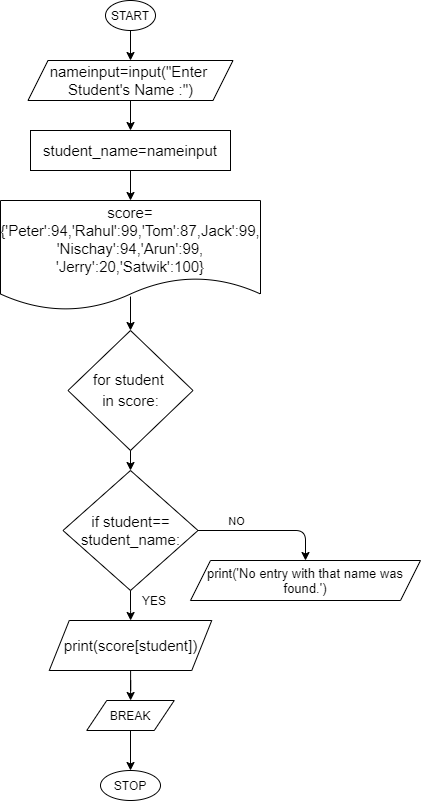 START
nameinput=input("Enter
Student's Name :")
student_name=nameinput
score=
{'Peter':94,'Rahul':99,'Tom':87,Jack':99,
'Nischay':94,'Arun':99,
'Jerry':20,'Satwik':100}
for student
in score:
if student==
student_name:
NO
print('No entry with that name was
found.')
YES
print(score[student])
BREAK
STOP